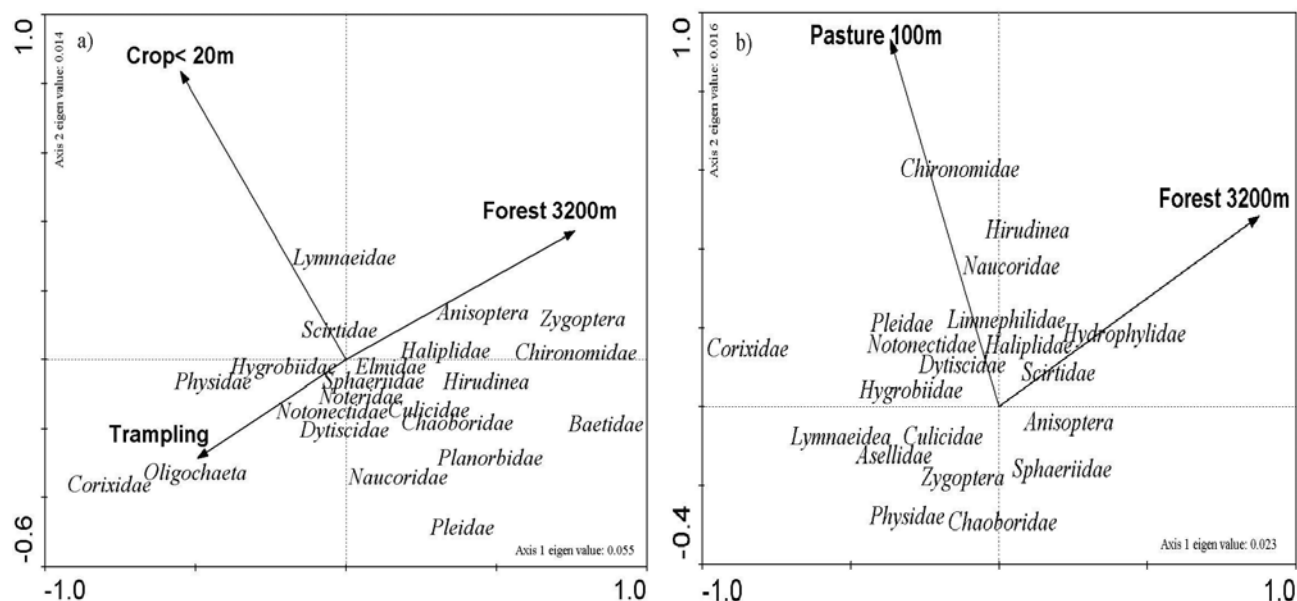 1.0
a)
Crop< 20m
Axis 2 eigen value: 0.014
Forest 3200m
Lymnaeidae
Anisoptera
Zygoptera
Scirtidae
Haliplidae
Chironomidae
Hygrobiidae
Elmidae
Physidae
Sphaeriidae
Hirudinea
Noteridae
Notonectidae
Culicidae
Chaoboridae
Baetidae
Dytiscidae
Trampling
Planorbidae
Oligochaeta
Naucoridae
Corixidae
Pleidae
Axis 1 eigen value: 0.055
-0.6
-1.0
1.0
1.0
b)
Pasture 100m
Axis 2 eigen value: 0.016
Chironomidae
Forest 3200m
Hirudinea
Naucoridae
Pleidae
Limnephilidae
Hydrophylidae
Corixidae
Notonectidae
Haliplidae
Dytiscidae
Scirtidae
Hygrobiidae
Anisoptera
Lymnaeidea
Culicidae
Asellidae
Zygoptera
Sphaeriidae
Physidae
Chaoboridae
Axis 1 eigen value: 0.023
-0.4
-1.0
1.0